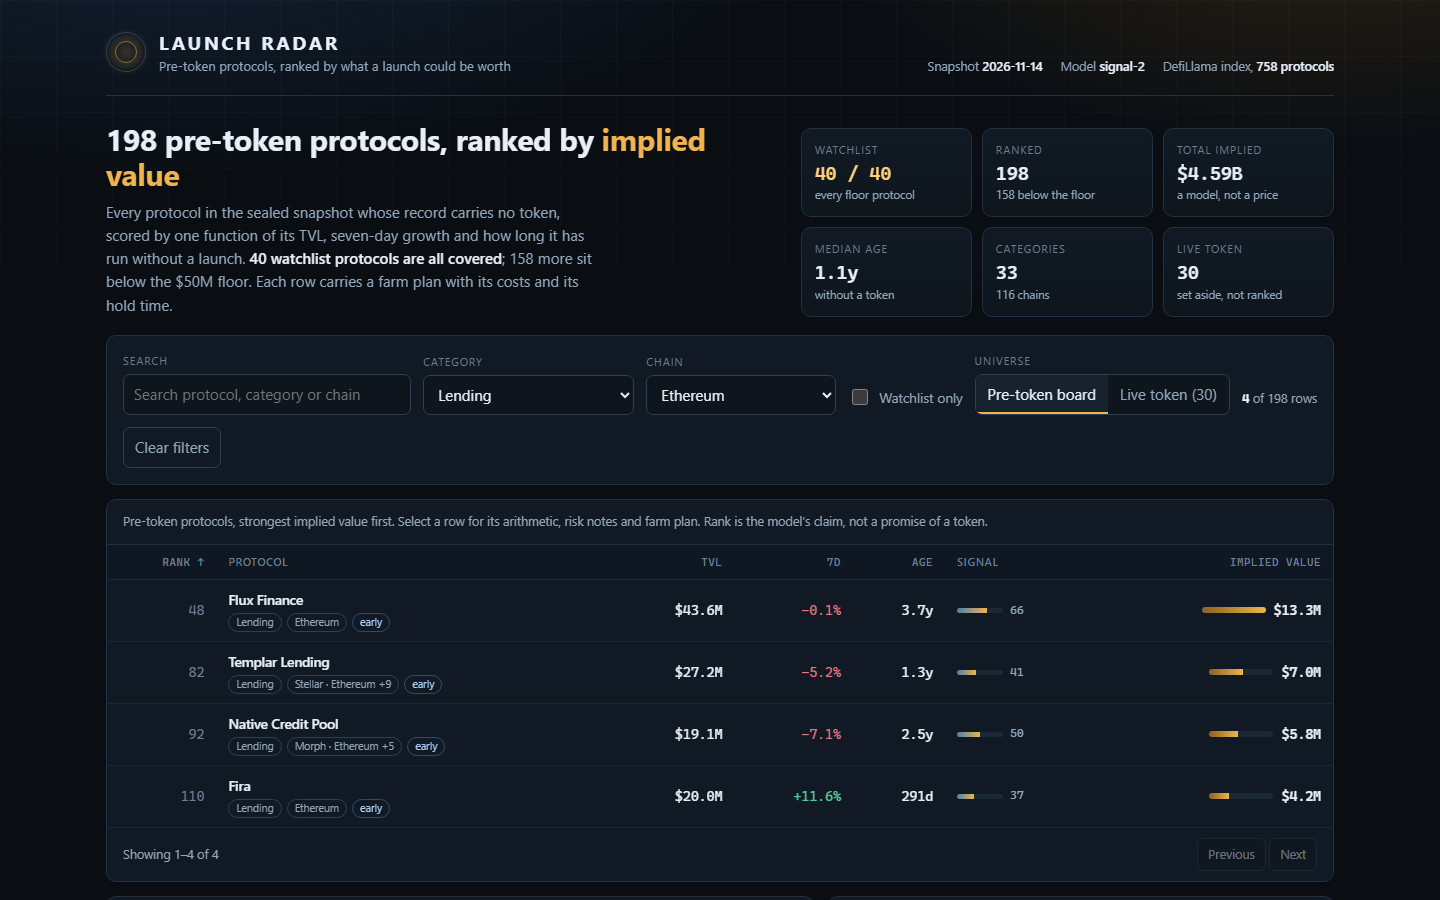 LAUNCH RADAR
Pre-token protocols, ranked by what a launch could be worth
Snapshot 2026-11-14 Model signal-2 DefiLlama index, 758 protocols
198 pre-token protocols, ranked by implied
value
Every protocol in the sealed snapshot whose record carries no token,
scored by one function of its TVL, seven-day growth and how long it has
run without a launch. 40 watchlist protocols are all covered; 158 more sit
below the $50M floor. Each row carries a farm plan with its costs and its
hold time.
WATCHLIST
40 / 40
every floor protocol
RANKED
198
158 below the floor
TOTAL IMPLIED
$4.59B
a model, not a price
MEDIAN AGE
1.1y
without a token
CATEGORIES
33
116 chains
LIVE TOKEN
30
set aside, not ranked
SEARCH
Search protocol, category or chain
CATEGORY
Lending
CHAIN
Ethereum
Watchlist only
UNIVERSE
Pre-token board Live token (30)
4 of 198 rows
Clear filters
Pre-token protocols, strongest implied value first. Select a row for its arithmetic, risk notes and farm plan. Rank is the model's claim, not a promise of a token.
RANK ↑ PROTOCOL TVL 7D AGE SIGNAL IMPLIED VALUE
48 Flux Finance $43.6M −0.1% 3.7y 66 $13.3M
Lending Ethereum early
82 Templar Lending $27.2M −5.2% 1.3y 41 $7.0M
Lending Stellar · Ethereum +9 early
92 Native Credit Pool $19.1M −7.1% 2.5y 50 $5.8M
Lending Morph · Ethereum +5 early
110 Fira $20.0M +11.6% 291d 37 $4.2M
Lending Ethereum early
Showing 1–4 of 4
Previous Next